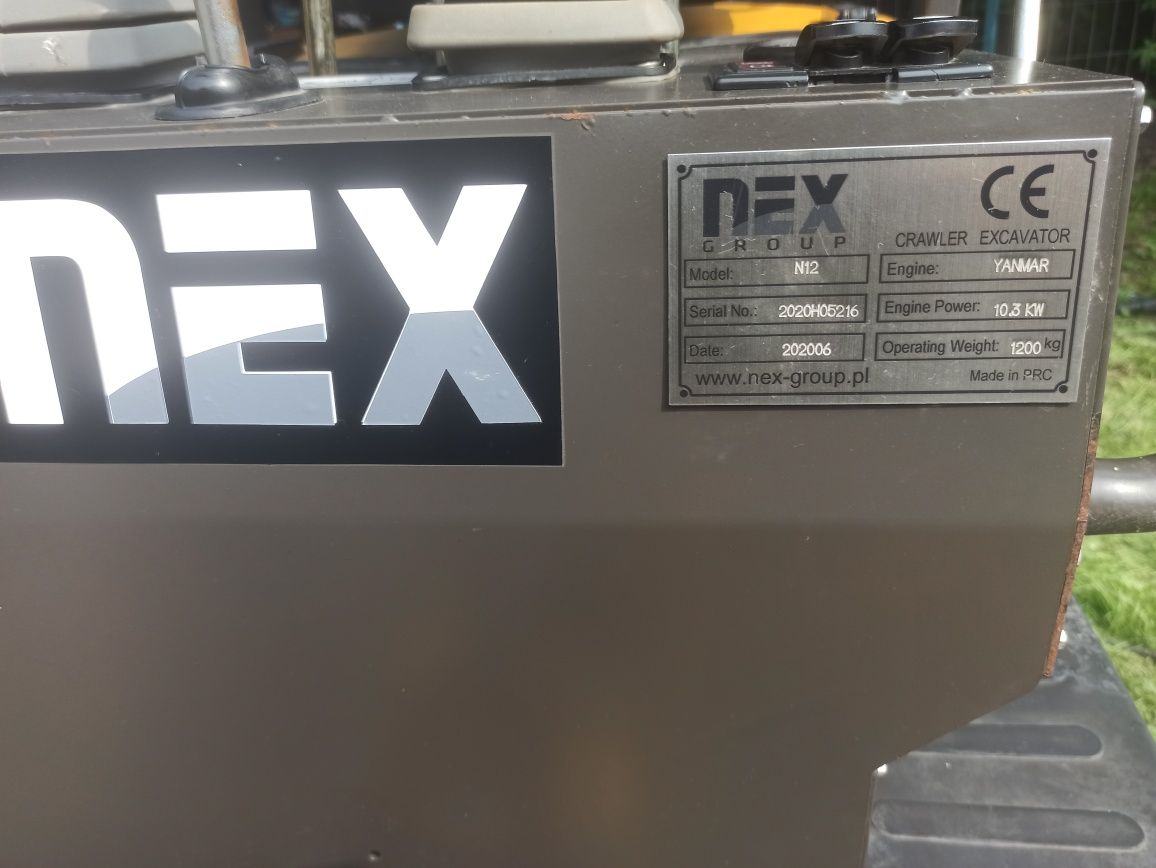 nEX
nEX
GROUP
CE
CRAWLER EXCAVATOR
Model: N12
Engine: YANMAR
Serial No.: 2020H05216
Engine Power: 10.3 KW
Date: 202006
Operating Weight: 1200 kg
www.nex-group.pl
Made in PRC